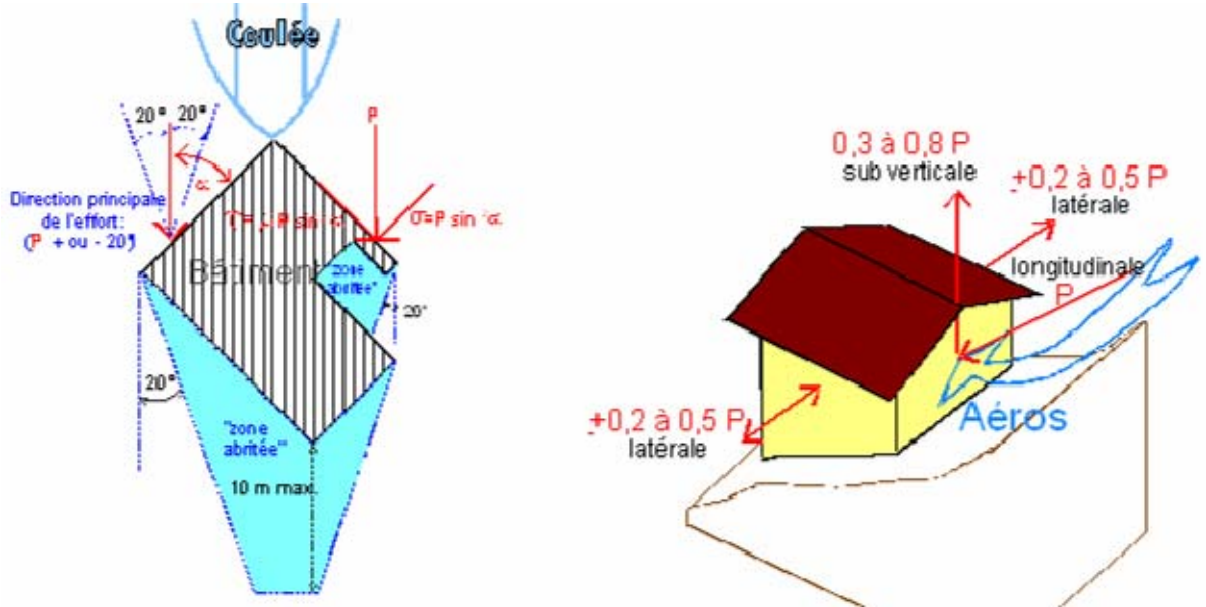 Coulée
20° 20°
P
α
Direction principale
de l'effort:
(P + ou - 20°)
σ=P sin ²α
Bâtiment
"zone
abritée"
20°
20°
"zone
abritée"
10 m max.
0,3 à 0,8 P
sub verticale
+0,2 à 0,5 P
latérale
longitudinale
P
+0,2 à 0,5 P
latérale
Aéros